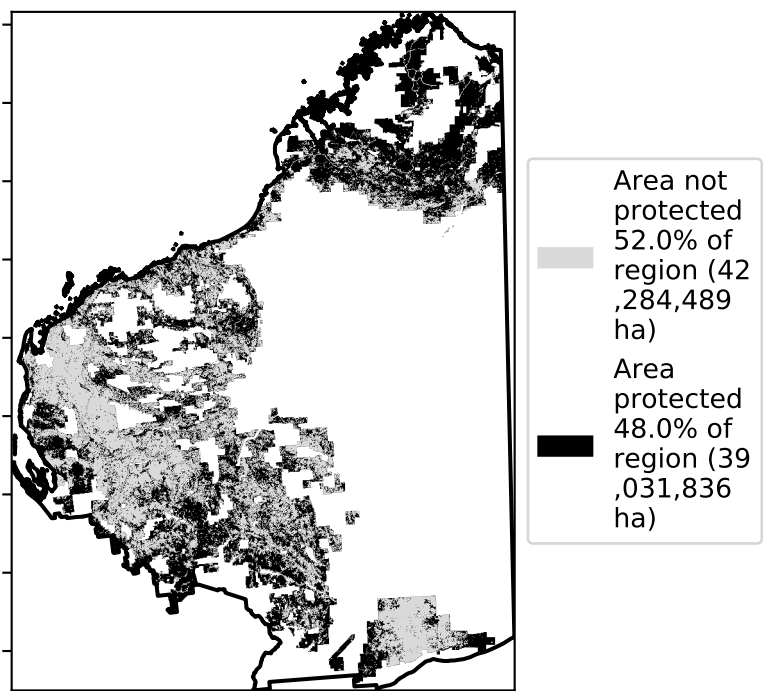 Area not
protected
52.0% of
region (42
,284,489
ha)
Area
protected
48.0% of
region (39
,031,836
ha)